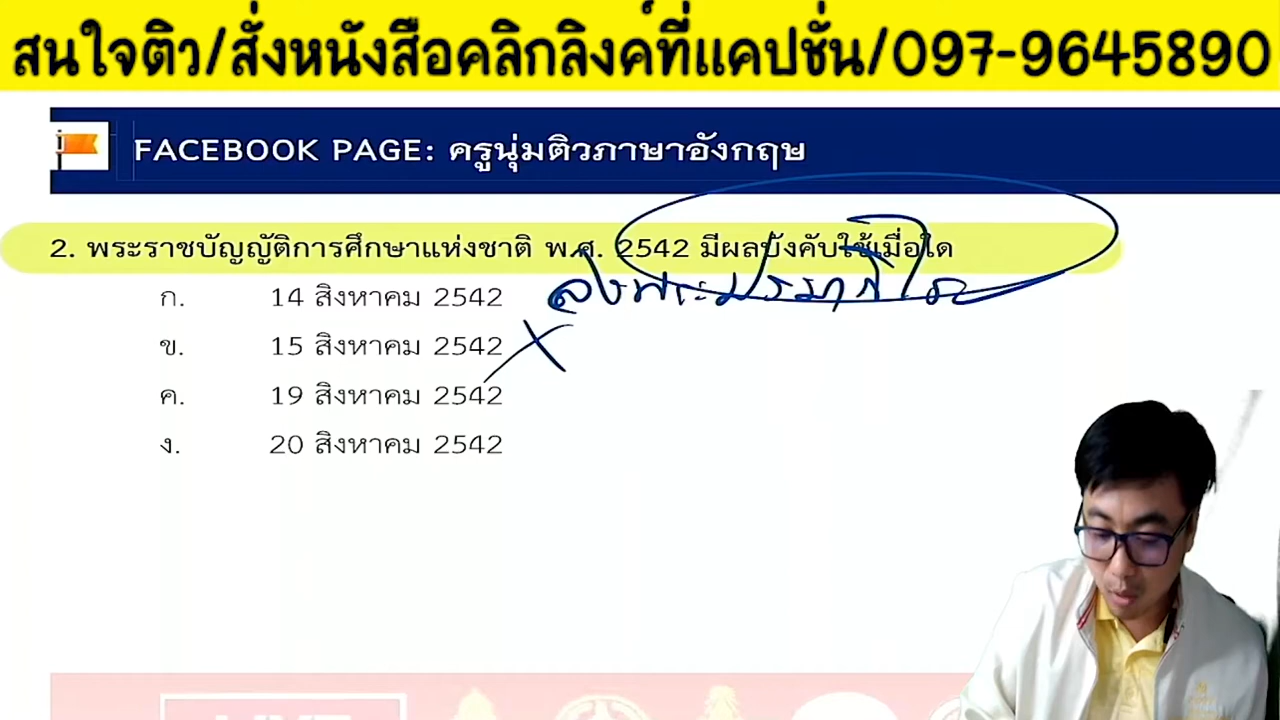 สนใจติว/สั่งหนังสือคลิกลิงค์ที่แคปชั่น/097-9645890
FACEBOOK PAGE: ครูนุ่มติวภาษาอังกฤษ
2. พระราชบัญญัติการศึกษาแห่งชาติ พ.ศ. 2542 มีผลบังคับใช้เมื่อใด
ก. 14 สิงหาคม 2542
ข. 15 สิงหาคม 2542
ค. 19 สิงหาคม 2542
ง. 20 สิงหาคม 2542